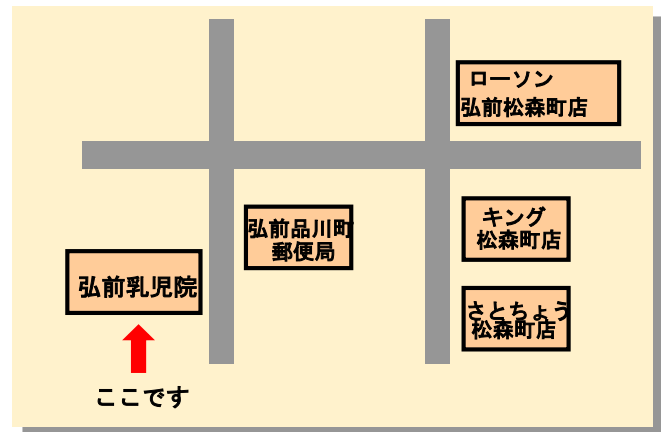 ローソン
弘前松森町店
弘前品川町
郵便局
キング
松森町店
弘前乳児院
さとちょう
松森町店
ここです